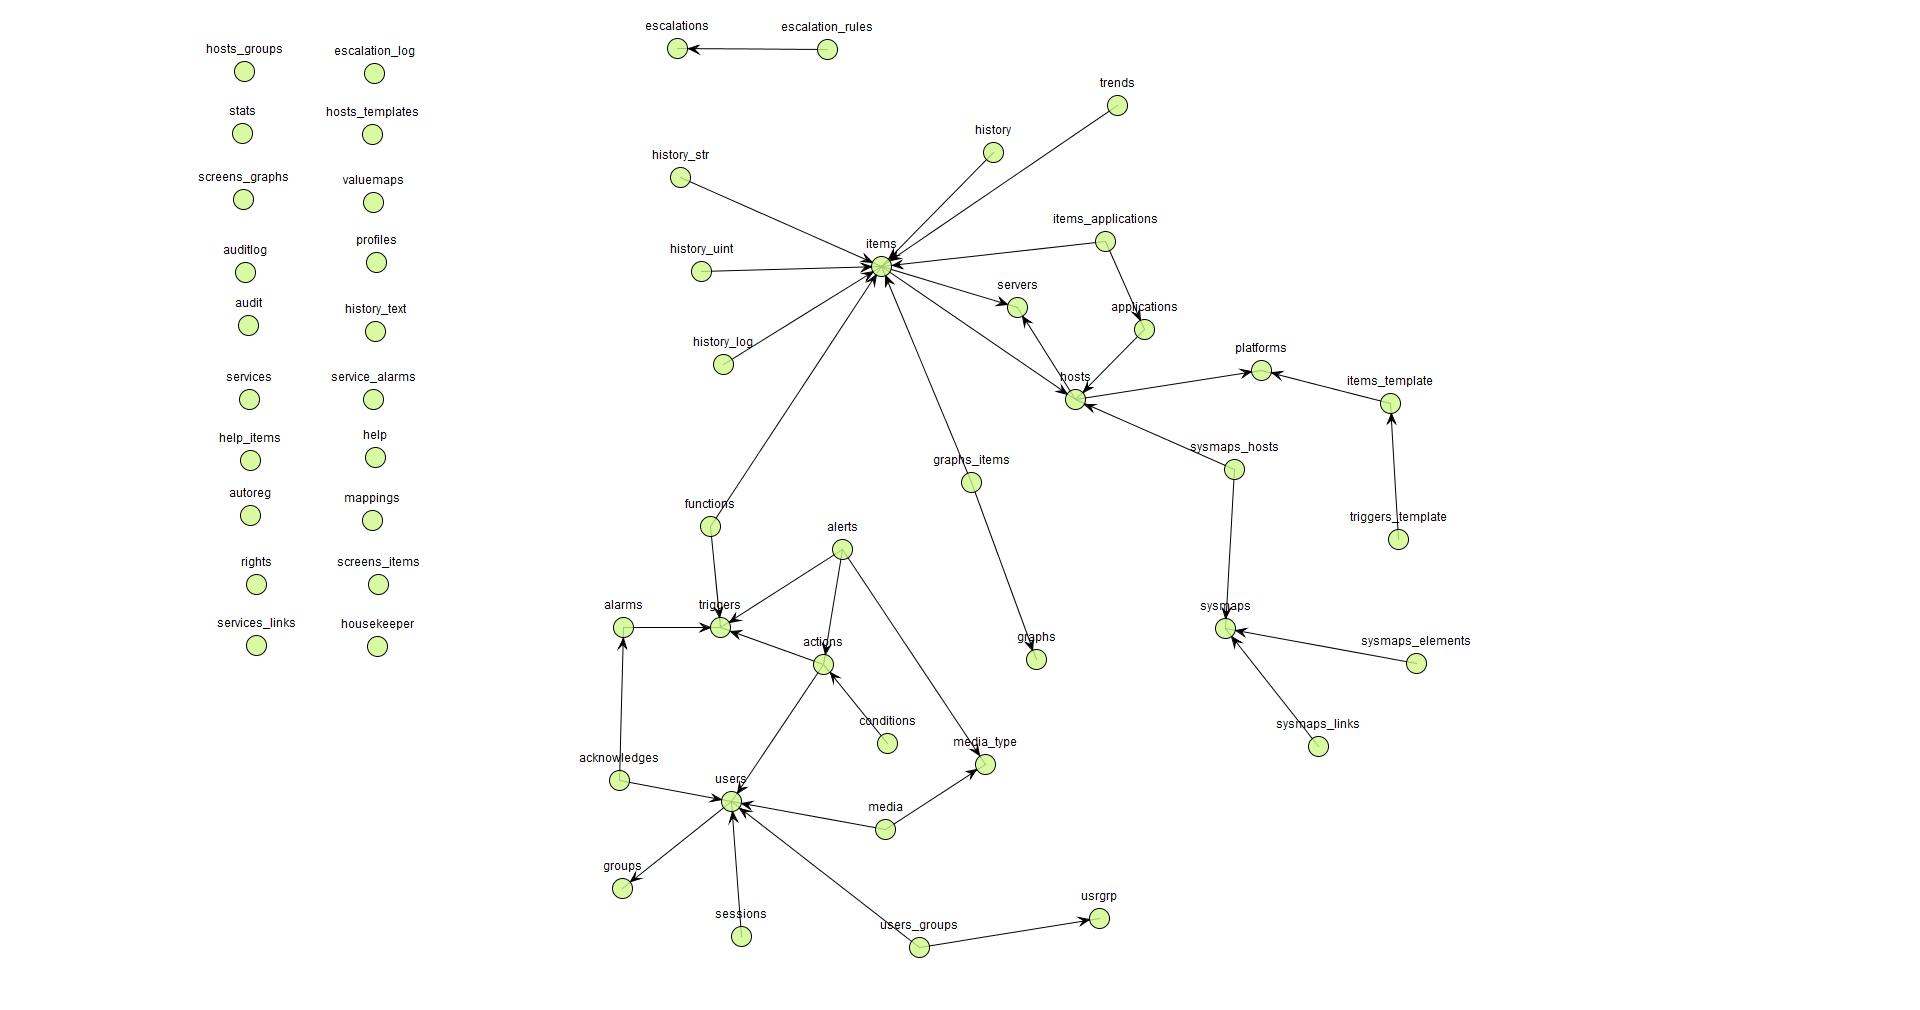 escalations
escalation_rules
hosts_groups
escalation_log
trends
stats
hosts_templates
history
history_str
screens_graphs
valuemaps
items_applications
profiles
items
history_uint
auditlog
servers
audit
history_text
applications
history_log
platforms
services
service_alarms
hosts
items_template
help_items
help
sysmaps_hosts
graphs_items
autoreg
mappings
functions
triggers_template
alerts
rights
screens_items
alarms
triggers
sysmaps
services_links
housekeeper
actions
graphs
sysmaps_elements
conditions
sysmaps_links
media_type
acknowledges
users
media
groups
usrgrp
sessions
users_groups